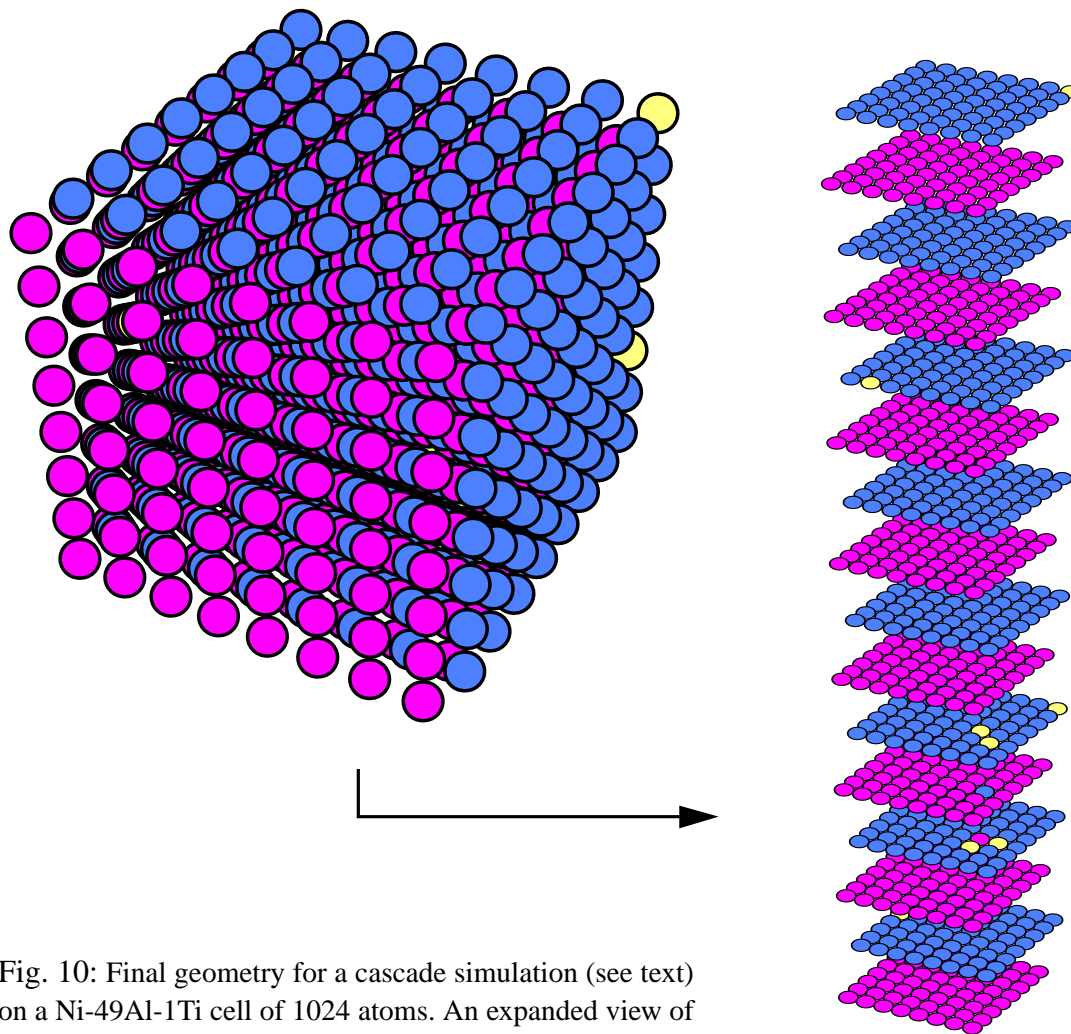 Fig. 10: Final geometry for a cascade simulation (see text)
on a Ni-49Al-1Ti cell of 1024 atoms. An expanded view of